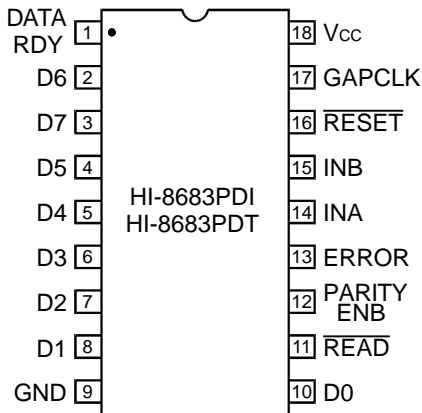 DATA
RDY 1
D6 2
D7 3
D5 4
D4 5
D3 6
D2 7
D1 8
GND 9
HI-8683PDI
HI-8683PDT
18 Vcc
17 GAPCLK
16 RESET
15 INB
14 INA
13 ERROR
12 PARITY
ENB
11 READ
10 D0